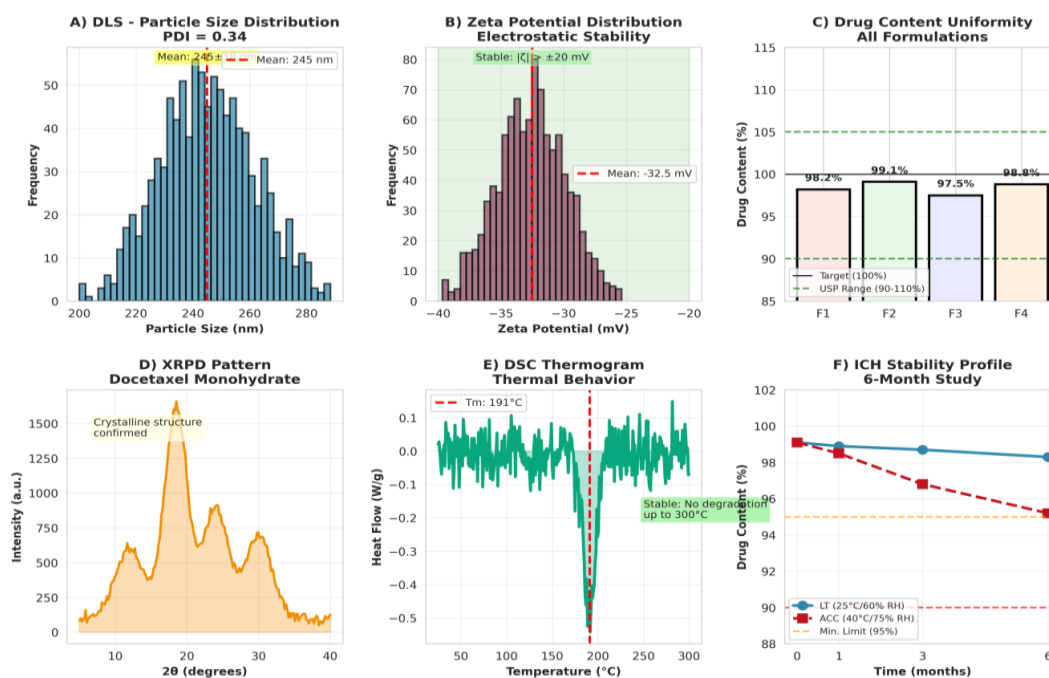 A) DLS - Particle Size Distribution
PDI = 0.34
Mean: 245±
Mean: 245 nm
Frequency
50
40
30
20
10
0
200
220
240
260
280
Particle Size (nm)
B) Zeta Potential Distribution
Electrostatic Stability
Stable: |ζ| > ±20 mV
Mean: -32.5 mV
Frequency
80
70
60
50
40
30
20
10
0
−40
−35
−30
−25
−20
Zeta Potential (mV)
C) Drug Content Uniformity
All Formulations
Drug Content (%)
115
110
105
100
95
90
85
98.2%
99.1%
97.5%
98.8%
Target (100%)
USP Range (90-110%)
F1
F2
F3
F4
D) XRPD Pattern
Docetaxel Monohydrate
Crystalline structure
confirmed
Intensity (a.u.)
1500
1250
1000
750
500
250
0
10
20
30
40
2θ (degrees)
E) DSC Thermogram
Thermal Behavior
Tm: 191°C
Stable: No degradation
up to 300°C
Heat Flow (W/g)
0.1
0.0
−0.1
−0.2
−0.3
−0.4
−0.5
50
100
150
200
250
300
Temperature (°C)
F) ICH Stability Profile
6-Month Study
Drug Content (%)
102
100
98
96
94
92
90
88
LT (25°C/60% RH)
ACC (40°C/75% RH)
Min. Limit (95%)
0
1
3
6
Time (months)